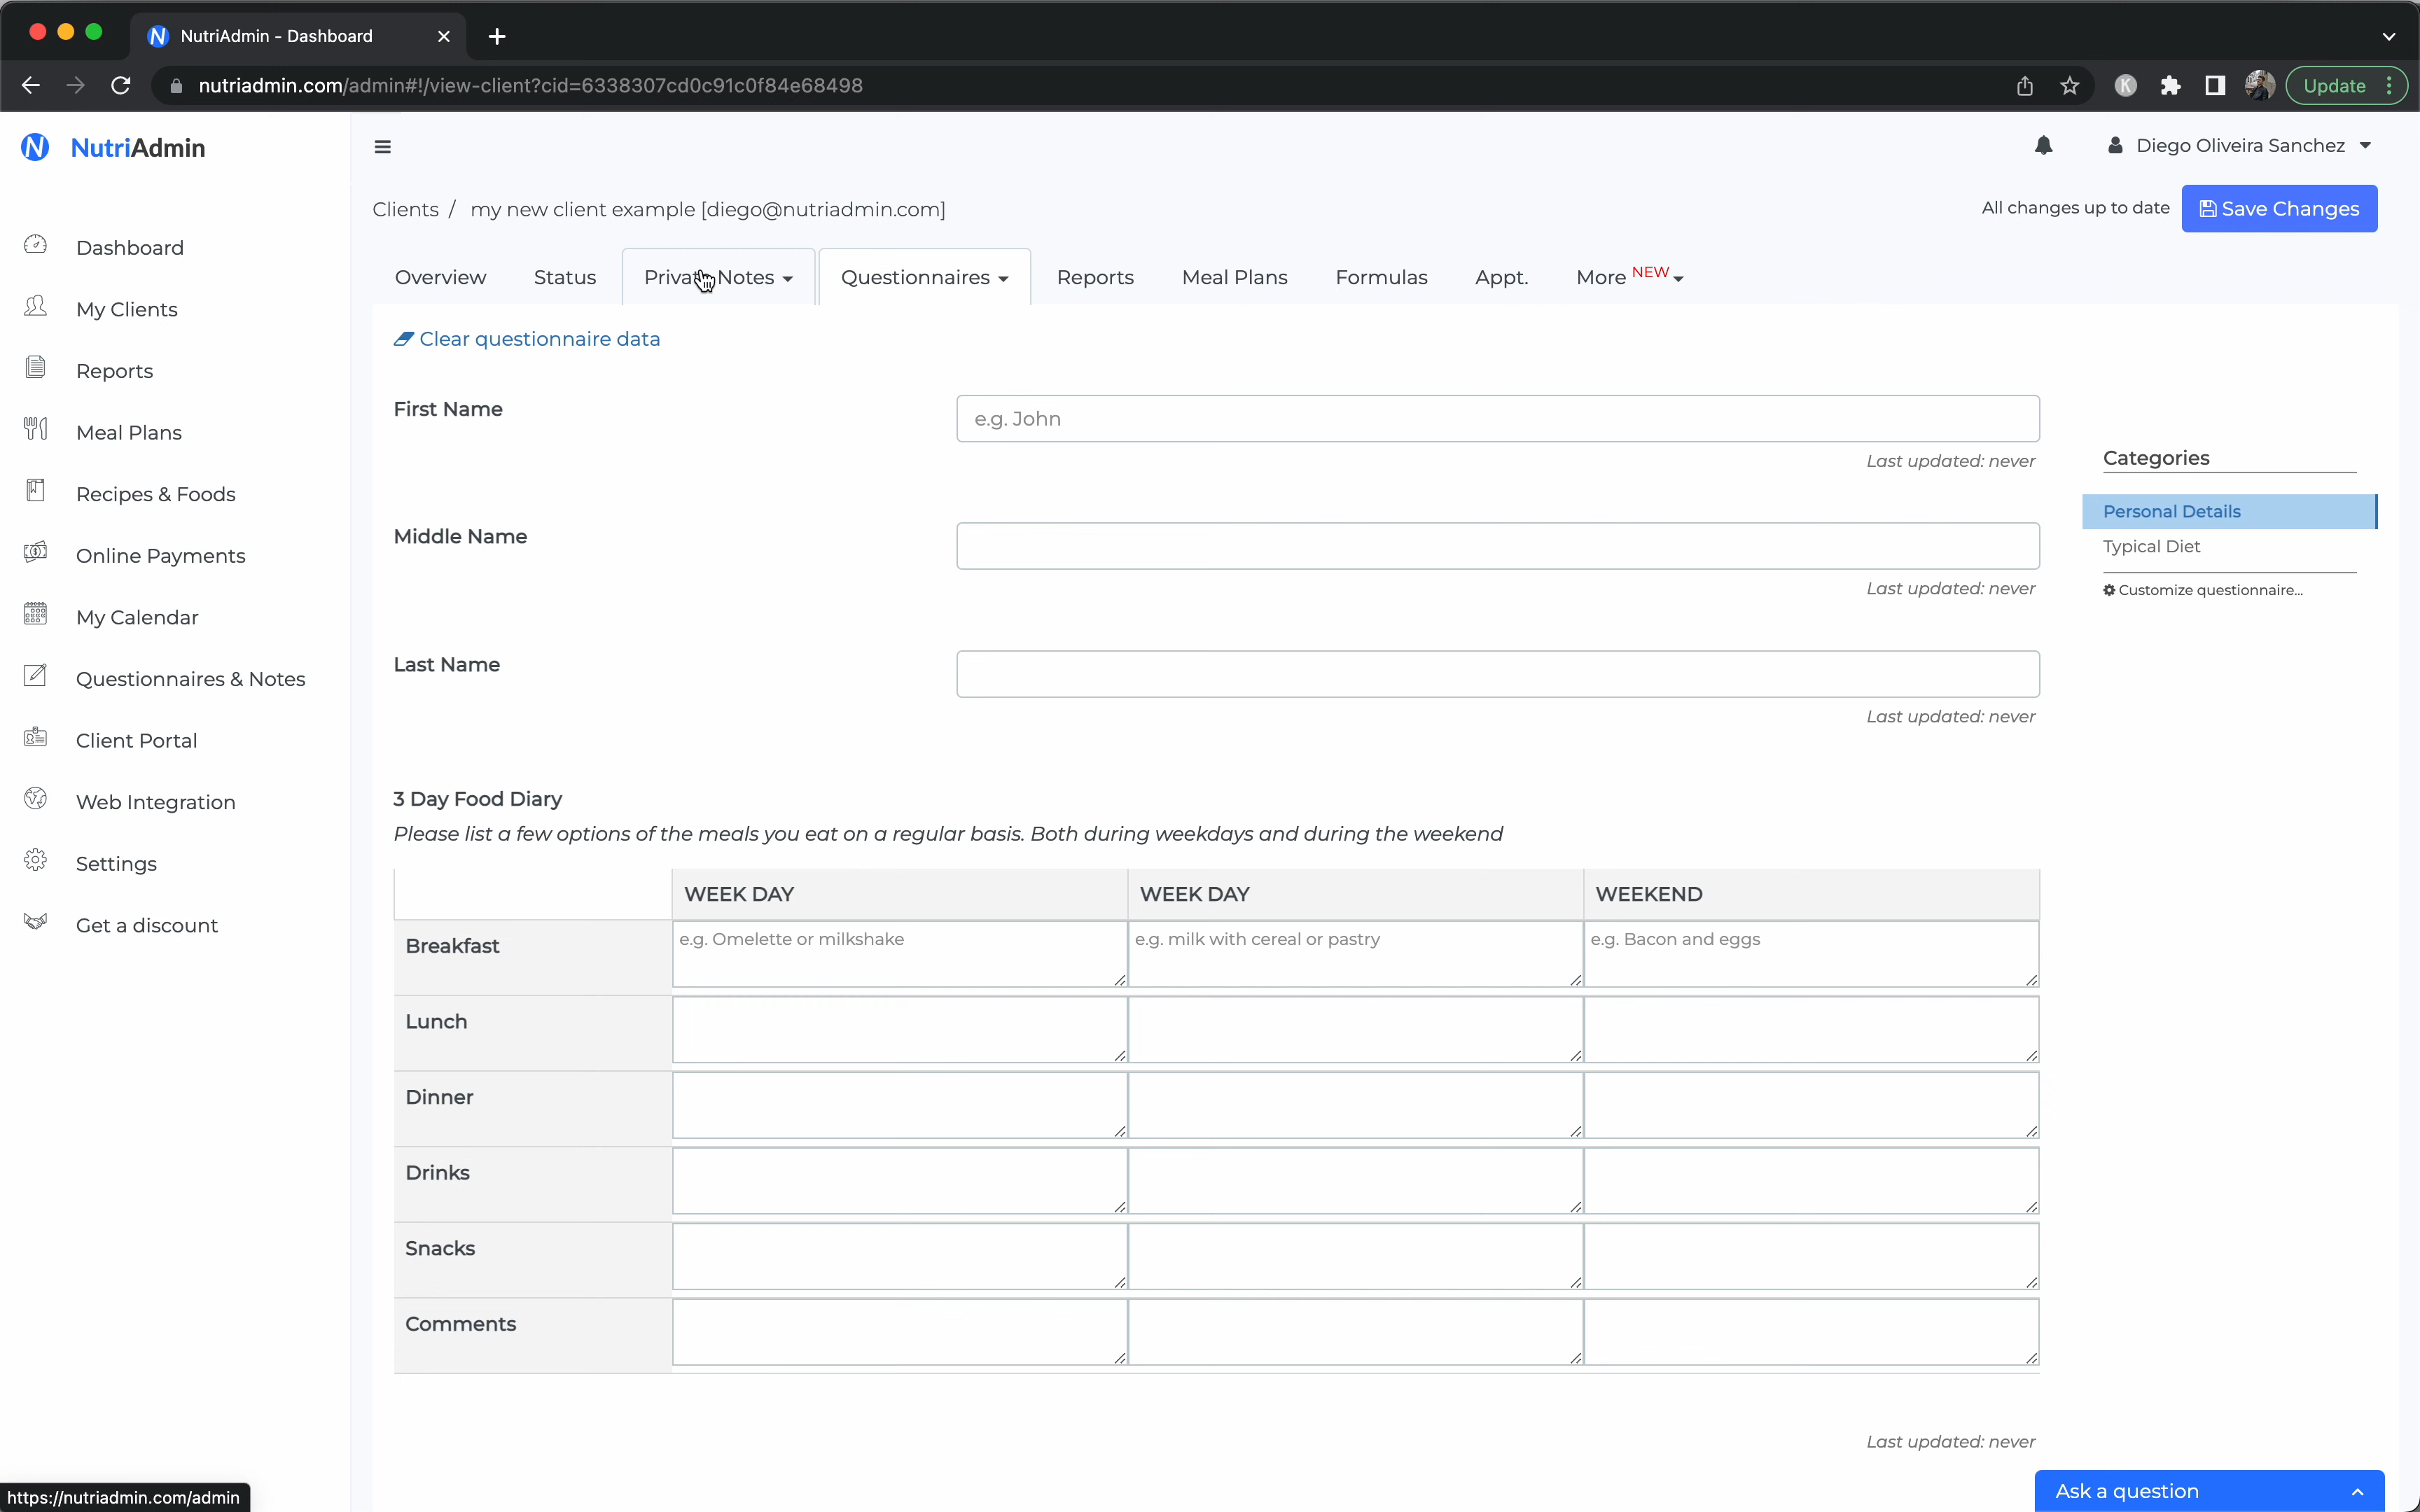 NutriAdmin - Dashboard
nutriadmin.com/admin#!/view-client?cid=6338307cd0c91c0f84e68498
K
Update
N NutriAdmin
Diego Oliveira Sanchez
Clients / my new client example [diego@nutriadmin.com]
All changes up to date
Save Changes
Dashboard
My Clients
Reports
Meal Plans
Recipes & Foods
Online Payments
My Calendar
Questionnaires & Notes
Client Portal
Web Integration
Settings
Get a discount
Overview Status Private Notes Questionnaires Reports Meal Plans Formulas Appt. More NEW
Clear questionnaire data
First Name
e.g. John
Last updated: never
Middle Name
Last updated: never
Last Name
Last updated: never
Categories
Personal Details
Typical Diet
Customize questionnaire...
3 Day Food Diary
Please list a few options of the meals you eat on a regular basis. Both during weekdays and during the weekend
WEEK DAY WEEK DAY WEEKEND
Breakfast e.g. Omelette or milkshake e.g. milk with cereal or pastry e.g. Bacon and eggs
Lunch
Dinner
Drinks
Snacks
Comments
Last updated: never
Ask a question
https://nutriadmin.com/admin